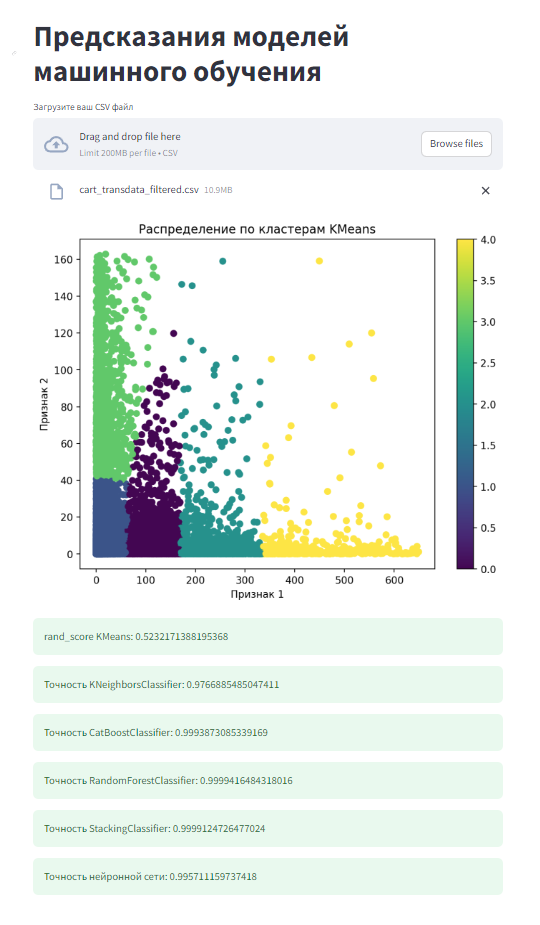 Предсказания моделей
машинного обучения
Загрузите ваш CSV файл
Drag and drop file here
Limit 200MB per file • CSV
Browse files
cart_transdata_filtered.csv 10.9MB
Распределение по кластерам KMeans
Признак 2
160
140
120
100
80
60
40
20
0
0 100 200 300 400 500 600
Признак 1
4.0
3.5
3.0
2.5
2.0
1.5
1.0
0.5
0.0
rand_score KMeans: 0.5232171388195368
Точность KNeighborsClassifier: 0.9766885485047411
Точность CatBoostClassifier: 0.9993873085339169
Точность RandomForestClassifier: 0.9999416484318016
Точность StackingClassifier: 0.9999124726477024
Точность нейронной сети: 0.995711159737418